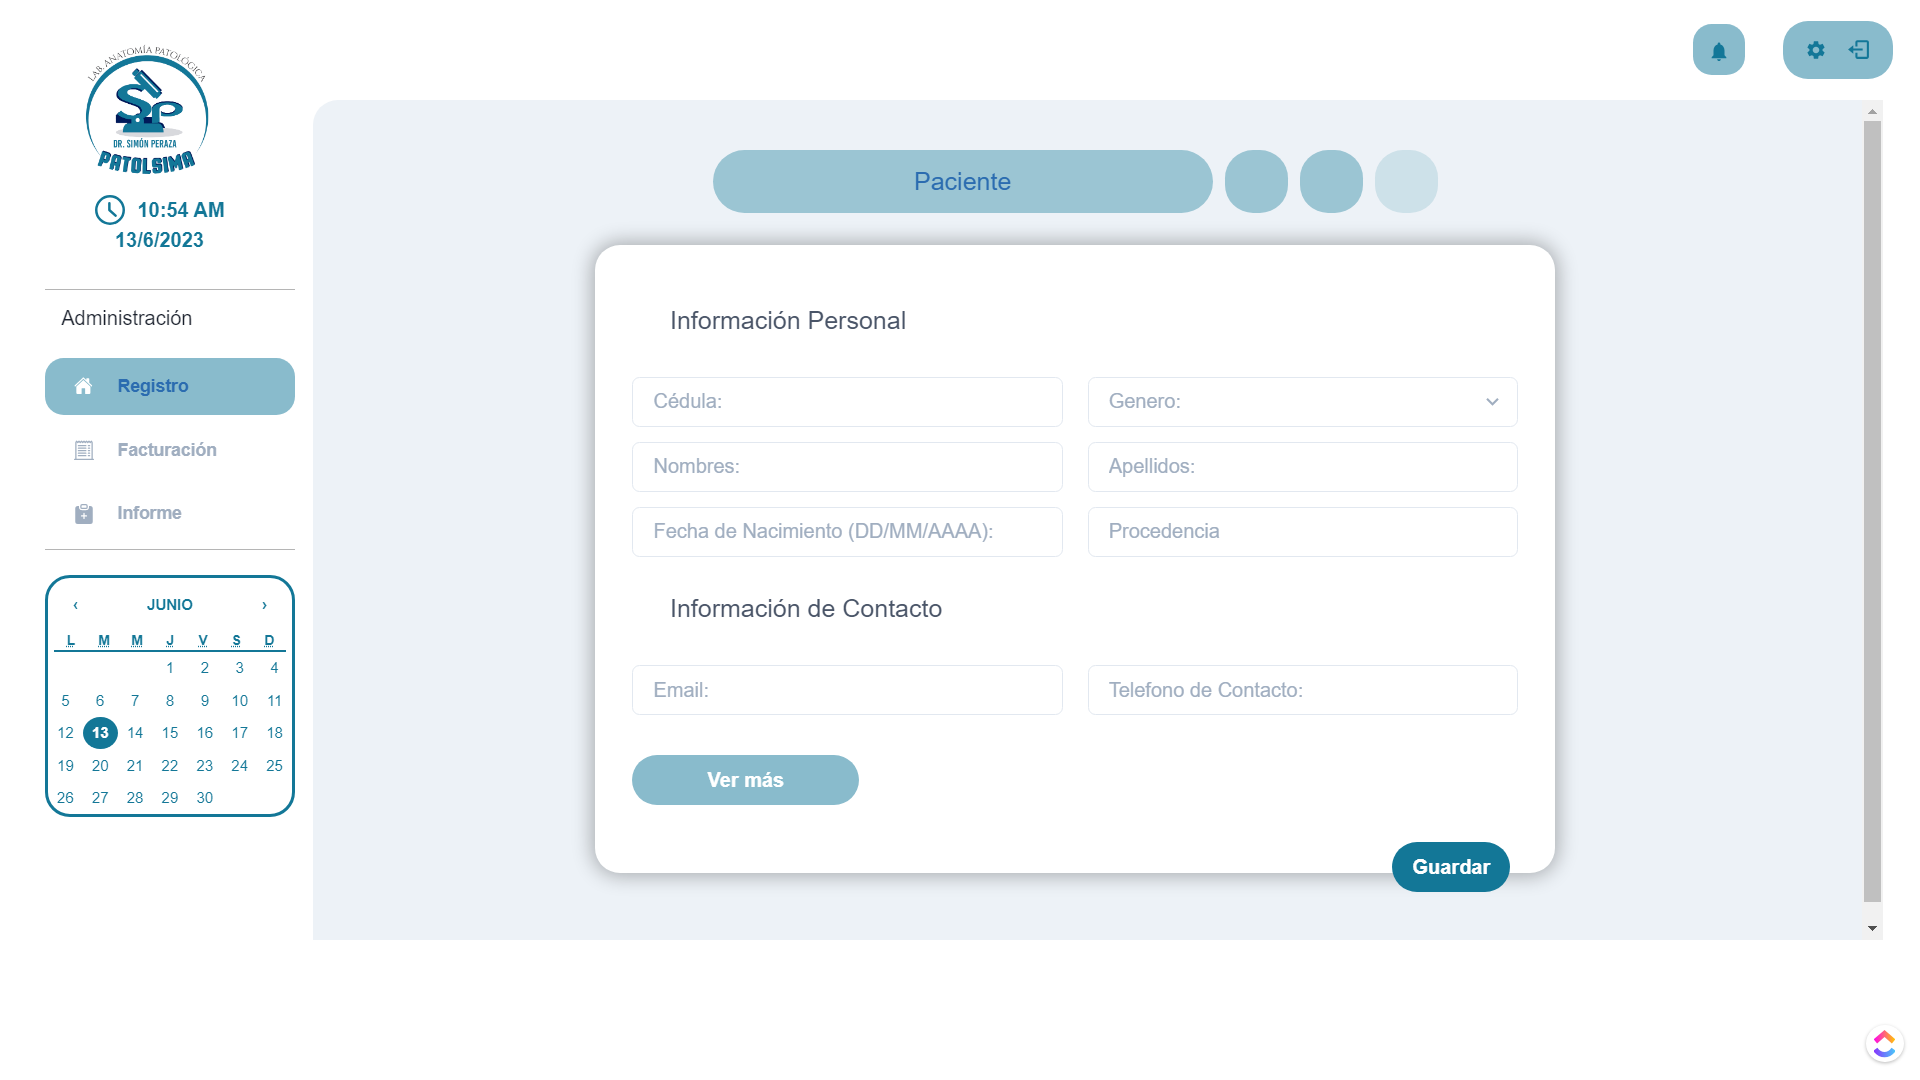 LAB. ANATOMÍA PATOLÓGICA
SP
DR. SIMÓN PERAZA
PATOLSIMA
10:54 AM
13/6/2023
Administración
Registro
Facturación
Informe
‹ JUNIO ›
L M M J V S D
1 2 3 4
5 6 7 8 9 10 11
12 13 14 15 16 17 18
19 20 21 22 23 24 25
26 27 28 29 30
Paciente
Información Personal
Cédula:
Genero:
Nombres:
Apellidos:
Fecha de Nacimiento (DD/MM/AAAA):
Procedencia
Información de Contacto
Email:
Telefono de Contacto:
Ver más
Guardar